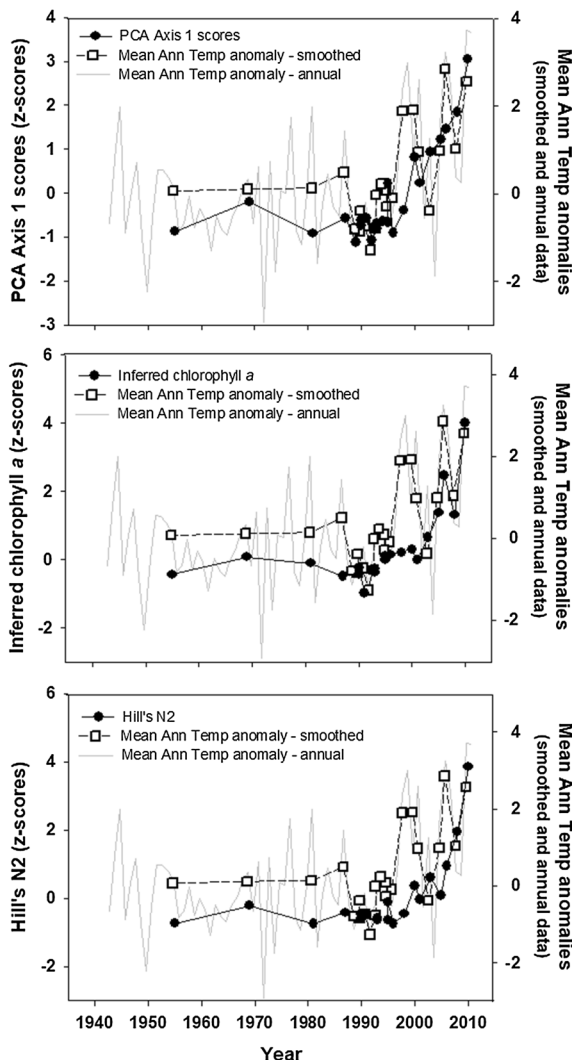 PCA Axis 1 scores (z-scores)
4
3
2
1
0
-1
-2
-3
PCA Axis 1 scores
Mean Ann Temp anomaly - smoothed
Mean Ann Temp anomaly - annual
4
2
0
-2
Mean Ann Temp anomalies
(smoothed and annual data)
Inferred chlorophyll a (z-scores)
6
4
2
0
-2
Inferred chlorophyll a
Mean Ann Temp anomaly - smoothed
Mean Ann Temp anomaly - annual
4
2
0
-2
Mean Ann Temp anomalies
(smoothed and annual data)
Hill's N2 (z-scores)
6
4
2
0
-2
Hill's N2
Mean Ann Temp anomaly - smoothed
Mean Ann Temp anomaly - annual
4
2
0
-2
Mean Ann Temp anomalies
(smoothed and annual data)
1940 1950 1960 1970 1980 1990 2000 2010
Year